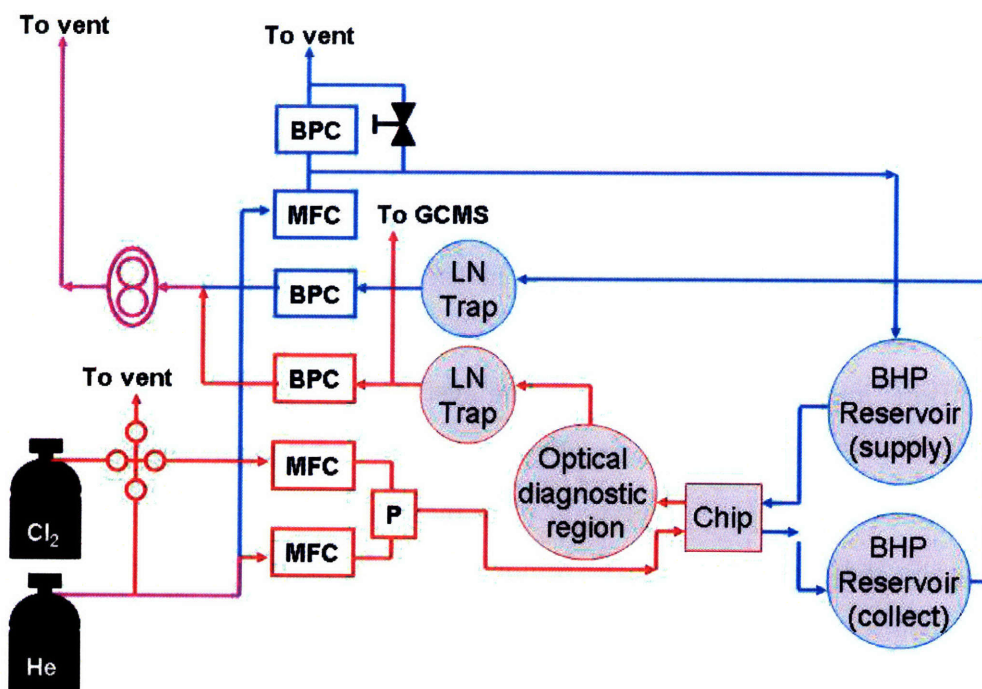 To vent
To vent
BPC
MFC
To GCMS
BPC
LN
Trap
BPC
LN
Trap
To vent
BHP
Reservoir
(supply)
MFC
Optical
diagnostic
region
P
Chip
MFC
Cl₂
BHP
Reservoir
(collect)
He